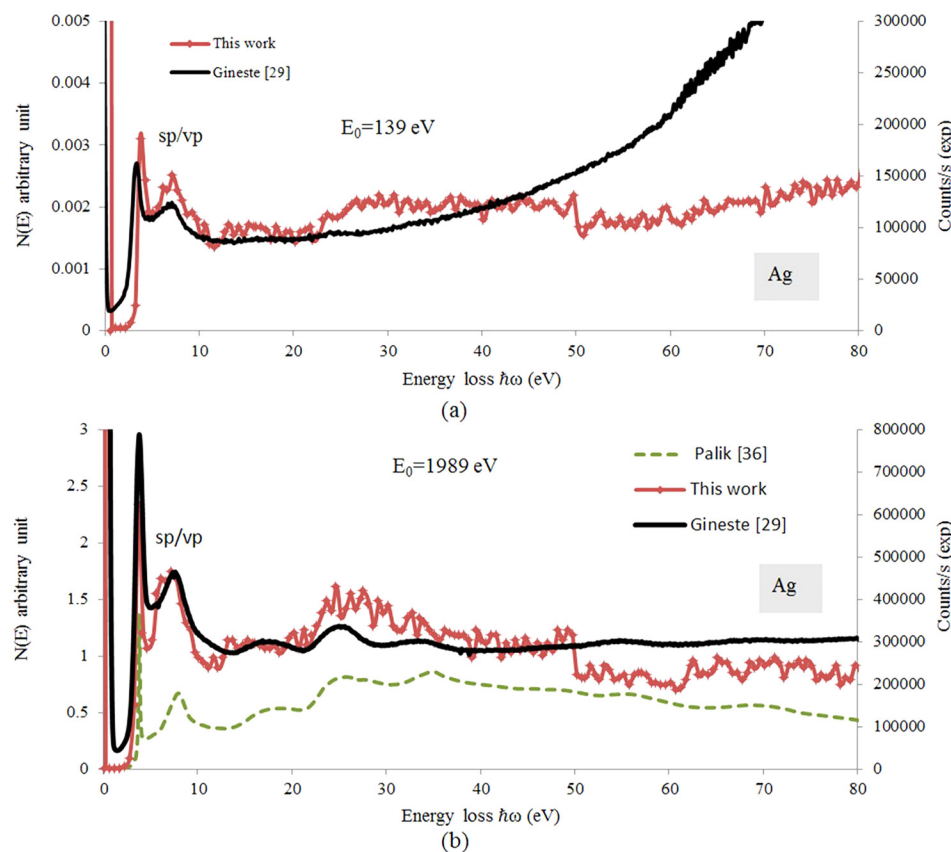 0.005
0.004
0.003
0.002
0.001
0
N(E) arbitrary unit
This work
Gineste [29]
sp/vp
E0=139 eV
Ag
300000
250000
200000
150000
100000
50000
0
Counts/s (exp)
0 10 20 30 40 50 60 70 80
Energy loss ħω (eV)
(a)
3
2.5
2
1.5
1
0.5
0
N(E) arbitrary unit
sp/vp
E0=1989 eV
Palik [36]
This work
Gineste [29]
Ag
800000
700000
600000
500000
400000
300000
200000
100000
0
Counts/s (exp)
0 10 20 30 40 50 60 70 80
Energy loss ħω (eV)
(b)